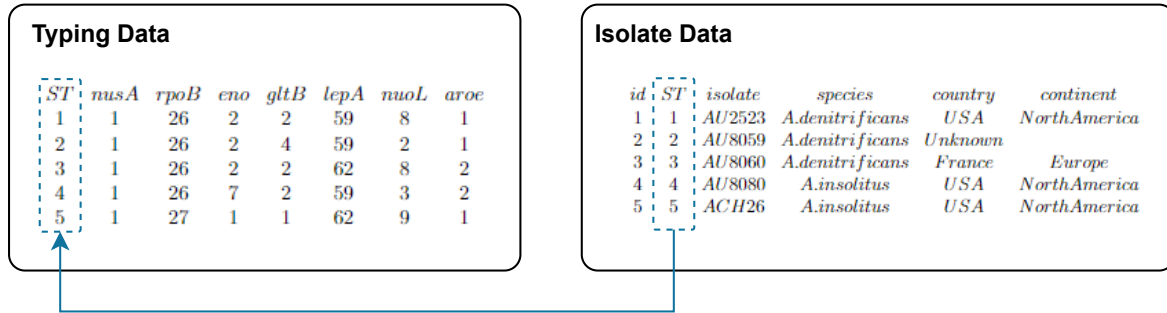 Typing Data
ST nusA rpoB eno gltB lepA nuoL aroe
1 1 26 2 2 59 8 1
2 1 26 2 4 59 2 1
3 1 26 2 2 62 8 2
4 1 26 7 2 59 3 2
5 1 27 1 1 62 9 1
Isolate Data
id ST isolate species country continent
1 1 AU2523 A.denitrificans USA NorthAmerica
2 2 AU8059 A.denitrificans Unknown
3 3 AU8060 A.denitrificans France Europe
4 4 AU8080 A.insolitus USA NorthAmerica
5 5 ACH26 A.insolitus USA NorthAmerica